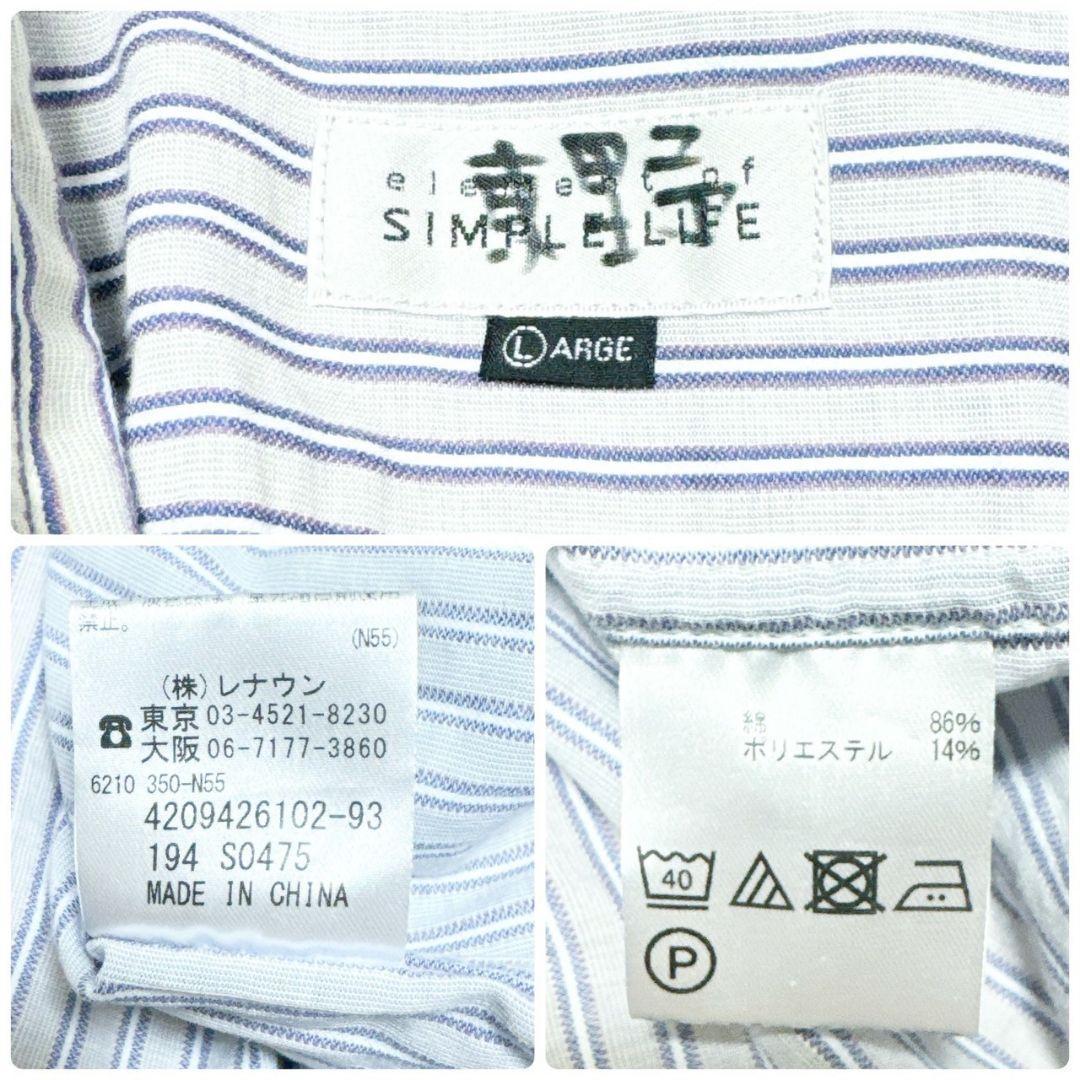 element of
SIMPLE LIFE
LARGE
禁止。
(N55)
(株)レナウン
東京 03-4521-8230
大阪 06-7177-3860
6210 350-N55
4209426102-93
194 S0475
MADE IN CHINA
綿 86%
ポリエステル 14%
40
P